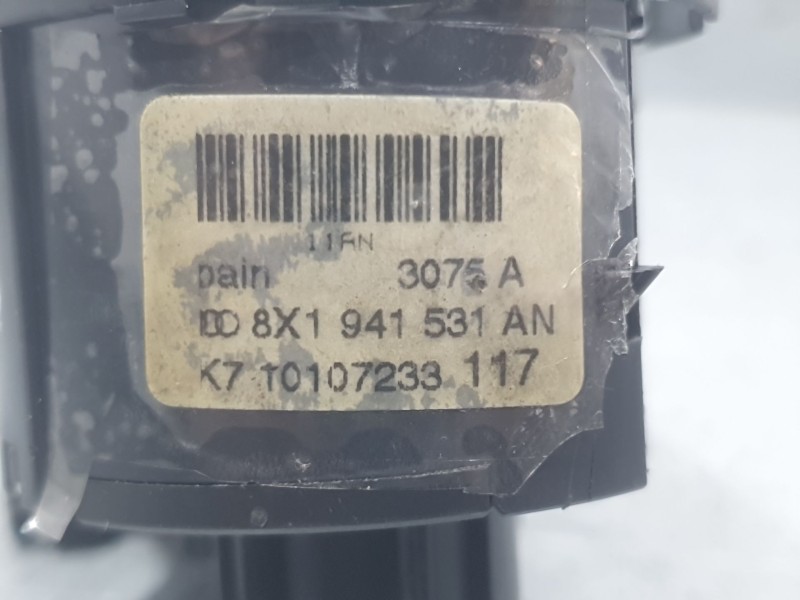 11AN
pain 3075 A
8X1 941 531 AN
K7 10107233 117